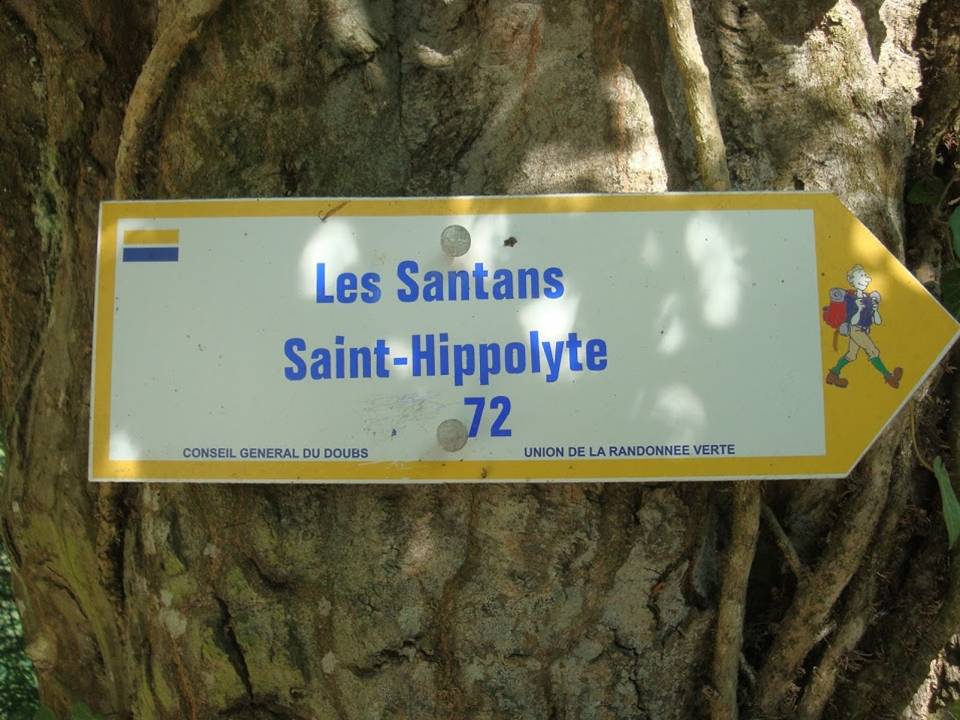 Les Santans
Saint-Hippolyte
72
CONSEIL GENERAL DU DOUBS
UNION DE LA RANDONNEE VERTE